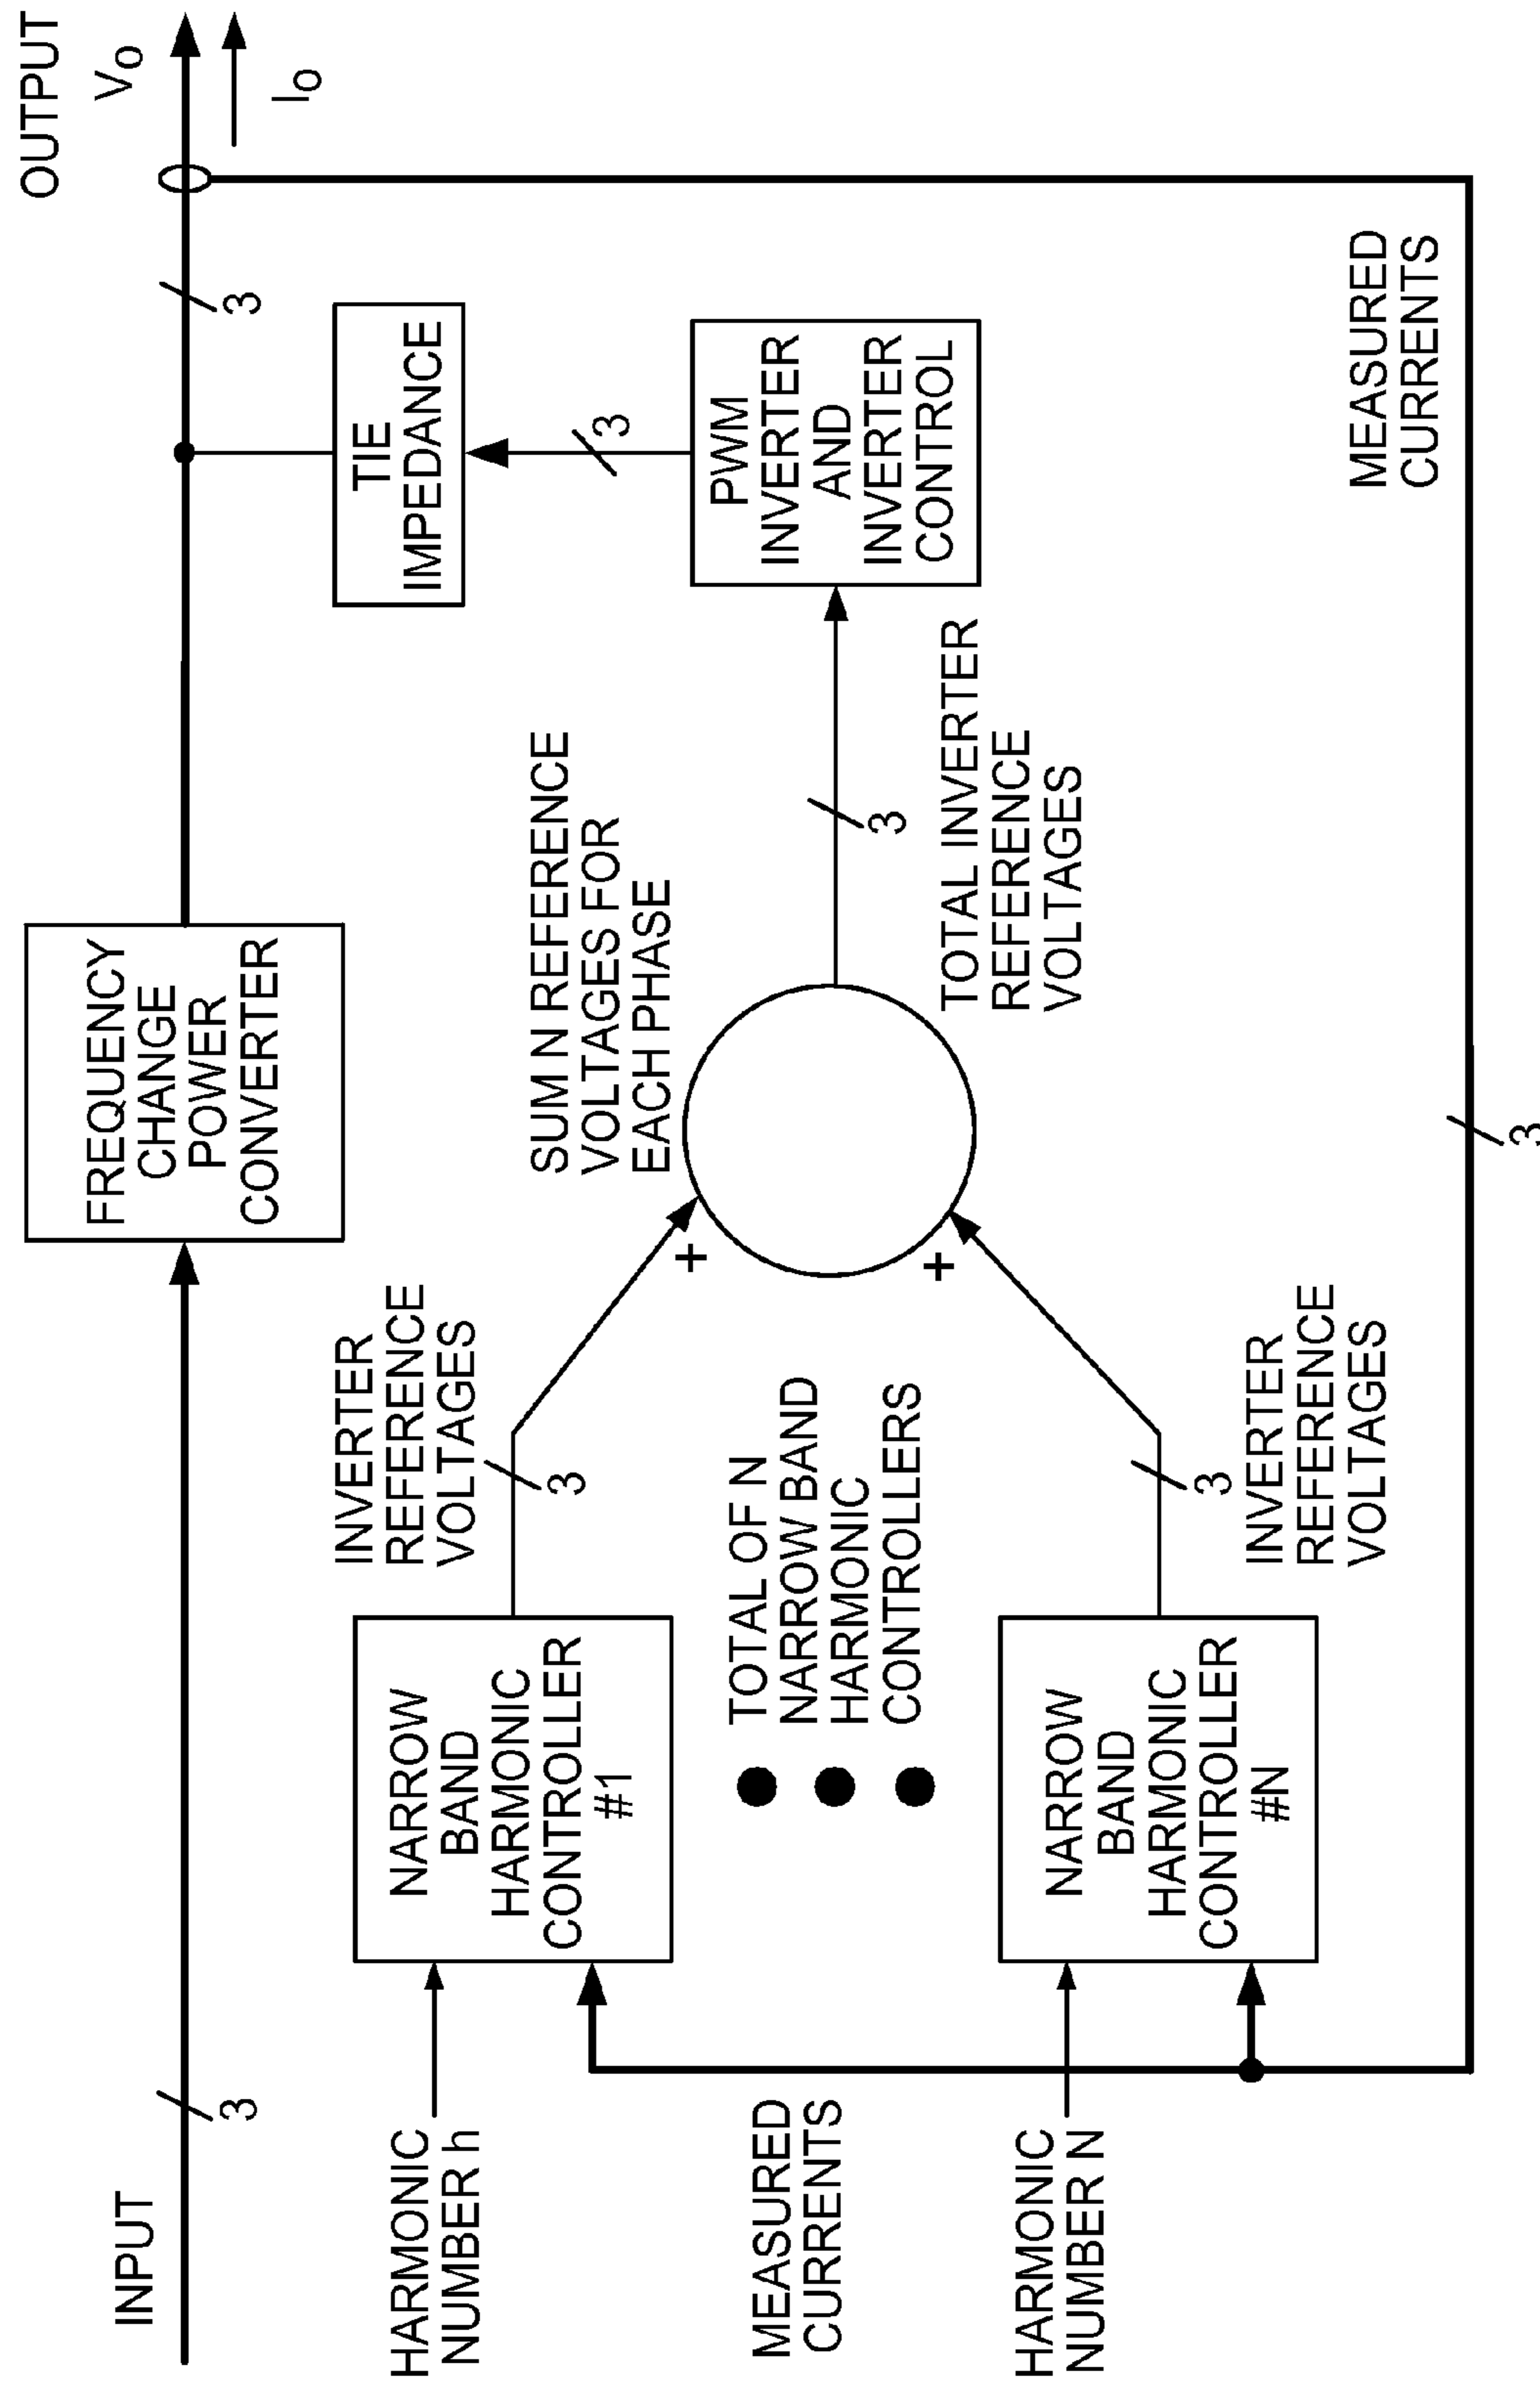 INPUT
3
FREQUENCY
CHANGE
POWER
CONVERTER
3
OUTPUT
Vo
Io
HARMONIC
NUMBER h
NARROW
BAND
HARMONIC
CONTROLLER
#1
INVERTER
REFERENCE
VOLTAGES
3
+
SUM N REFERENCE
VOLTAGES FOR
EACH PHASE
TIE
IMPEDANCE
3
PWM
INVERTER
AND
INVERTER
CONTROL
3
TOTAL INVERTER
REFERENCE
VOLTAGES
TOTAL OF N
NARROW BAND
HARMONIC
CONTROLLERS
+
MEASURED
CURRENTS
HARMONIC
NUMBER N
NARROW
BAND
HARMONIC
CONTROLLER
#N
3
INVERTER
REFERENCE
VOLTAGES
MEASURED
CURRENTS
3